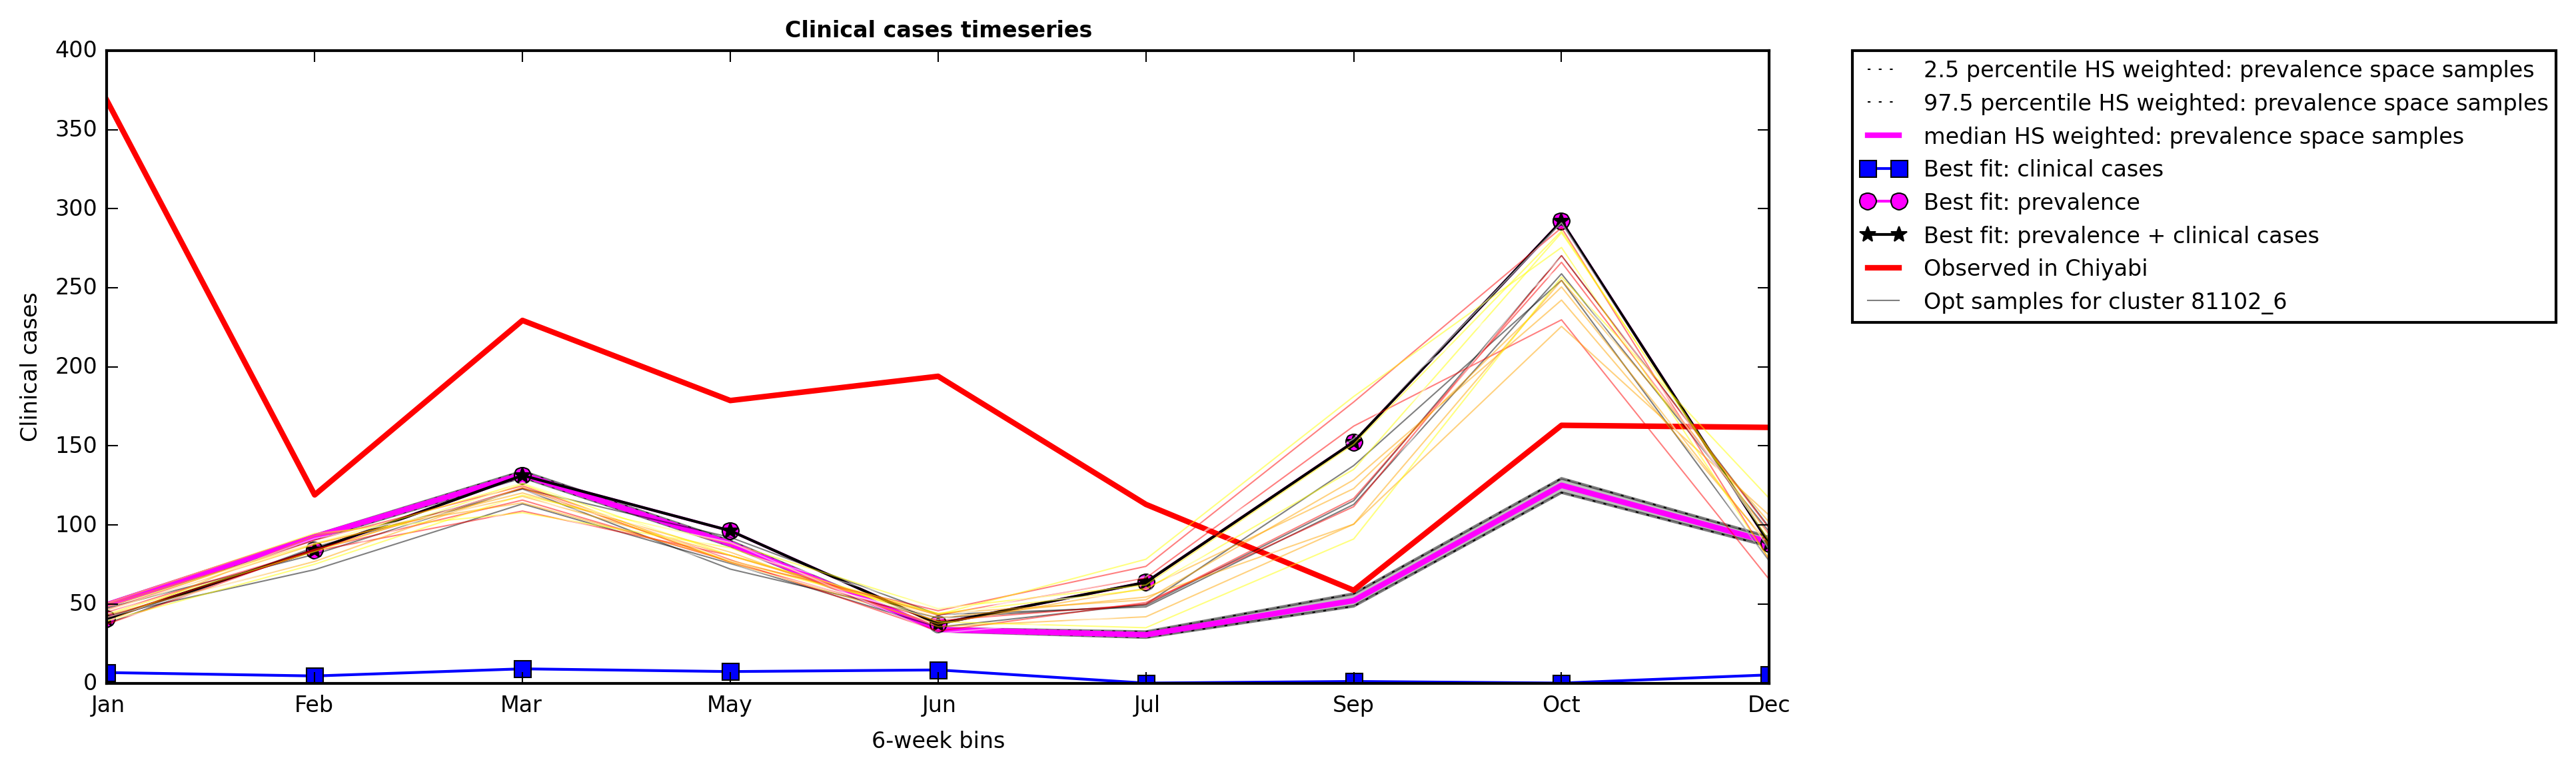 Clinical cases timeseries
400
350
300
250
200
150
100
50
0
Clinical cases
Jan Feb Mar May Jun Jul Sep Oct Dec
6-week bins
2.5 percentile HS weighted: prevalence space samples
97.5 percentile HS weighted: prevalence space samples
median HS weighted: prevalence space samples
Best fit: clinical cases
Best fit: prevalence
Best fit: prevalence + clinical cases
Observed in Chiyabi
Opt samples for cluster 81102_6